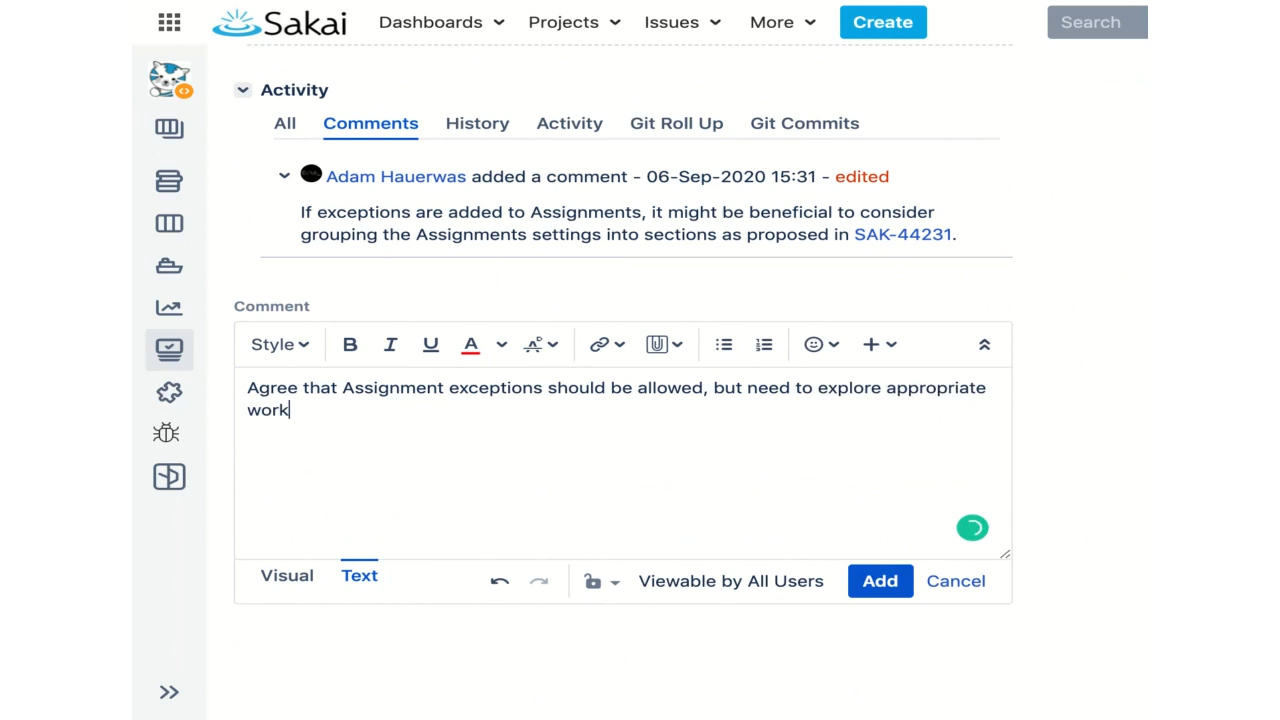 Sakai Dashboards Projects Issues More Create Search
Activity
All Comments History Activity Git Roll Up Git Commits
Adam Hauerwas added a comment - 06-Sep-2020 15:31 - edited
If exceptions are added to Assignments, it might be beneficial to consider
grouping the Assignments settings into sections as proposed in SAK-44231.
Comment
Style B I U A
Agree that Assignment exceptions should be allowed, but need to explore appropriate
work
Visual Text Viewable by All Users Add Cancel